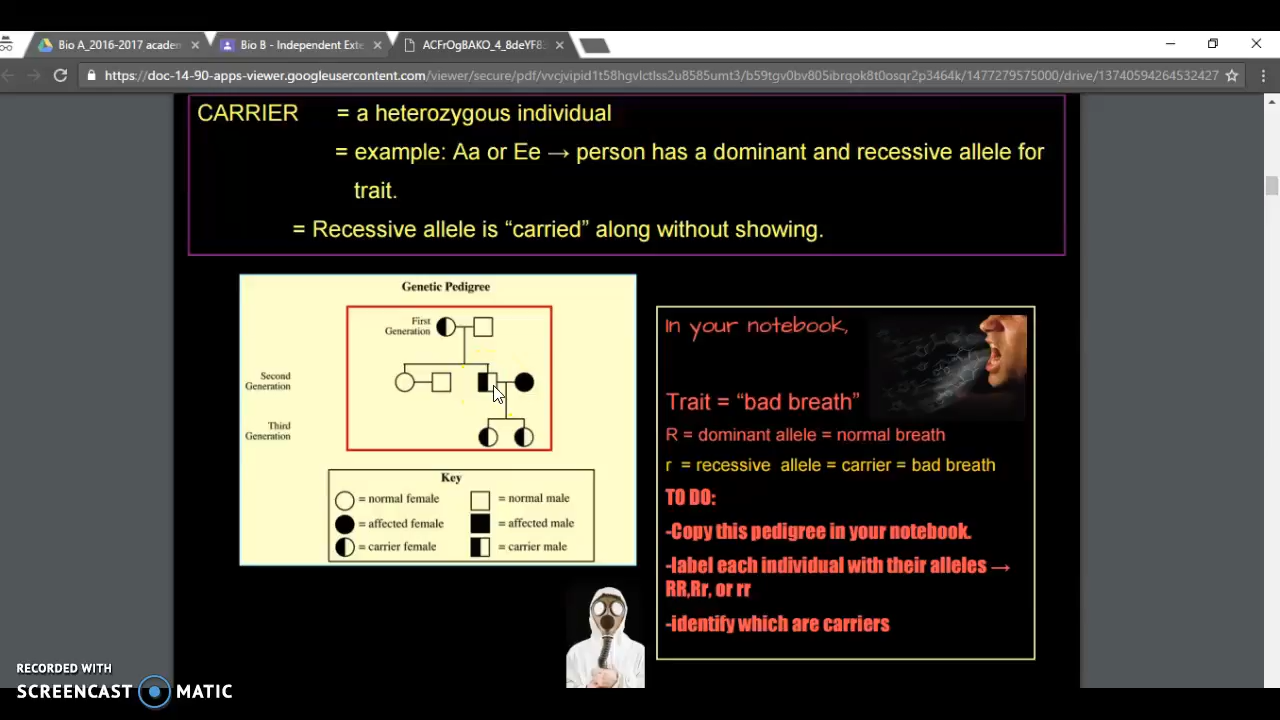 Bio A_2016-2017 academ
Bio B - Independent Exte
ACFrOgBAKO_4_8deYF8
https://doc-14-90-apps-viewer.googleusercontent.com/viewer/secure/pdf/vvcjvipid1t58hgvlctlss2u8585umt3/b59tgv0bv805ibrqok8t0osqr2p3464k/1477279575000/drive/13740594264532427
CARRIER = a heterozygous individual
= example: Aa or Ee → person has a dominant and recessive allele for
trait.
= Recessive allele is “carried” along without showing.
Genetic Pedigree
First
Generation
Second
Generation
Third
Generation
Key
= normal female = normal male
= affected female = affected male
= carrier female = carrier male
In your notebook,
Trait = “bad breath”
R = dominant allele = normal breath
r = recessive allele = carrier = bad breath
TO DO:
-Copy this pedigree in your notebook.
-label each individual with their alleles →
RR,Rr, or rr
-identify which are carriers
RECORDED WITH
SCREENCAST MATIC